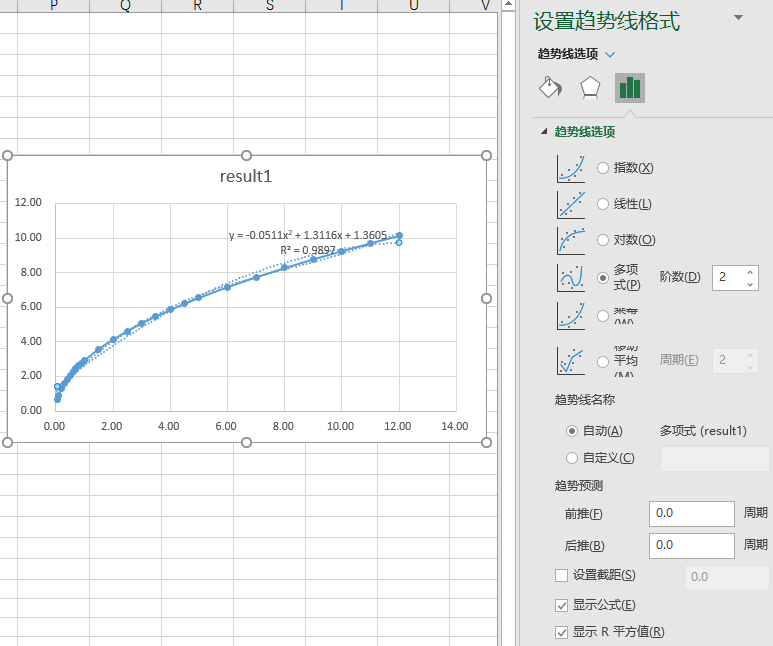 P Q R S T U V
result1
12.00
10.00
8.00
6.00
4.00
2.00
0.00
y = -0.0511x² + 1.3116x + 1.3605
R² = 0.9897
0.00 2.00 4.00 6.00 8.00 10.00 12.00 14.00
设置趋势线格式
趋势线选项
趋势线选项
指数(X)
线性(L)
对数(O)
多项
式(P)
阶数(D) 2
乘幂
(W)
移动
平均
(M)
周期(E) 2
趋势线名称
自动(A) 多项式 (result1)
自定义(C)
趋势预测
前推(F) 0.0 周期
后推(B) 0.0 周期
设置截距(S) 0.0
显示公式(E)
显示 R 平方值(R)